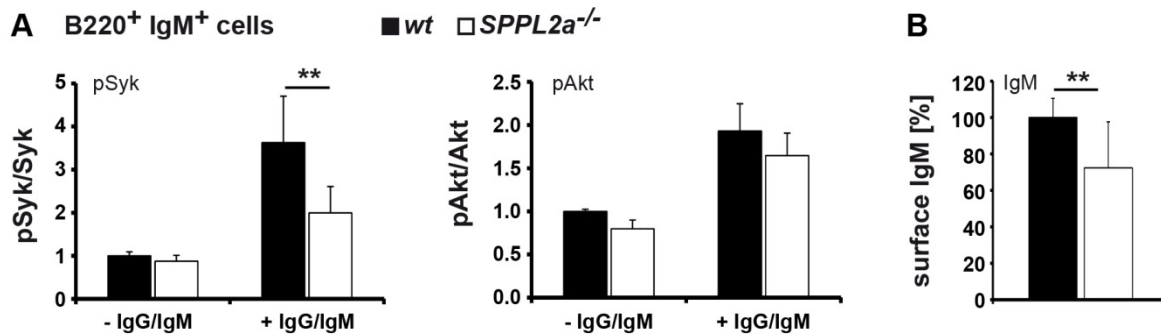 A B220+ IgM+ cells ■ wt □ SPPL2a-/- B
pSyk
pSyk/Syk
5
4
3
2
1
0
**
- IgG/IgM + IgG/IgM
pAkt
pAkt/Akt
2.5
2.0
1.5
1.0
0.5
0.0
- IgG/IgM + IgG/IgM
IgM
surface IgM [%]
120
100
80
60
40
20
0
**